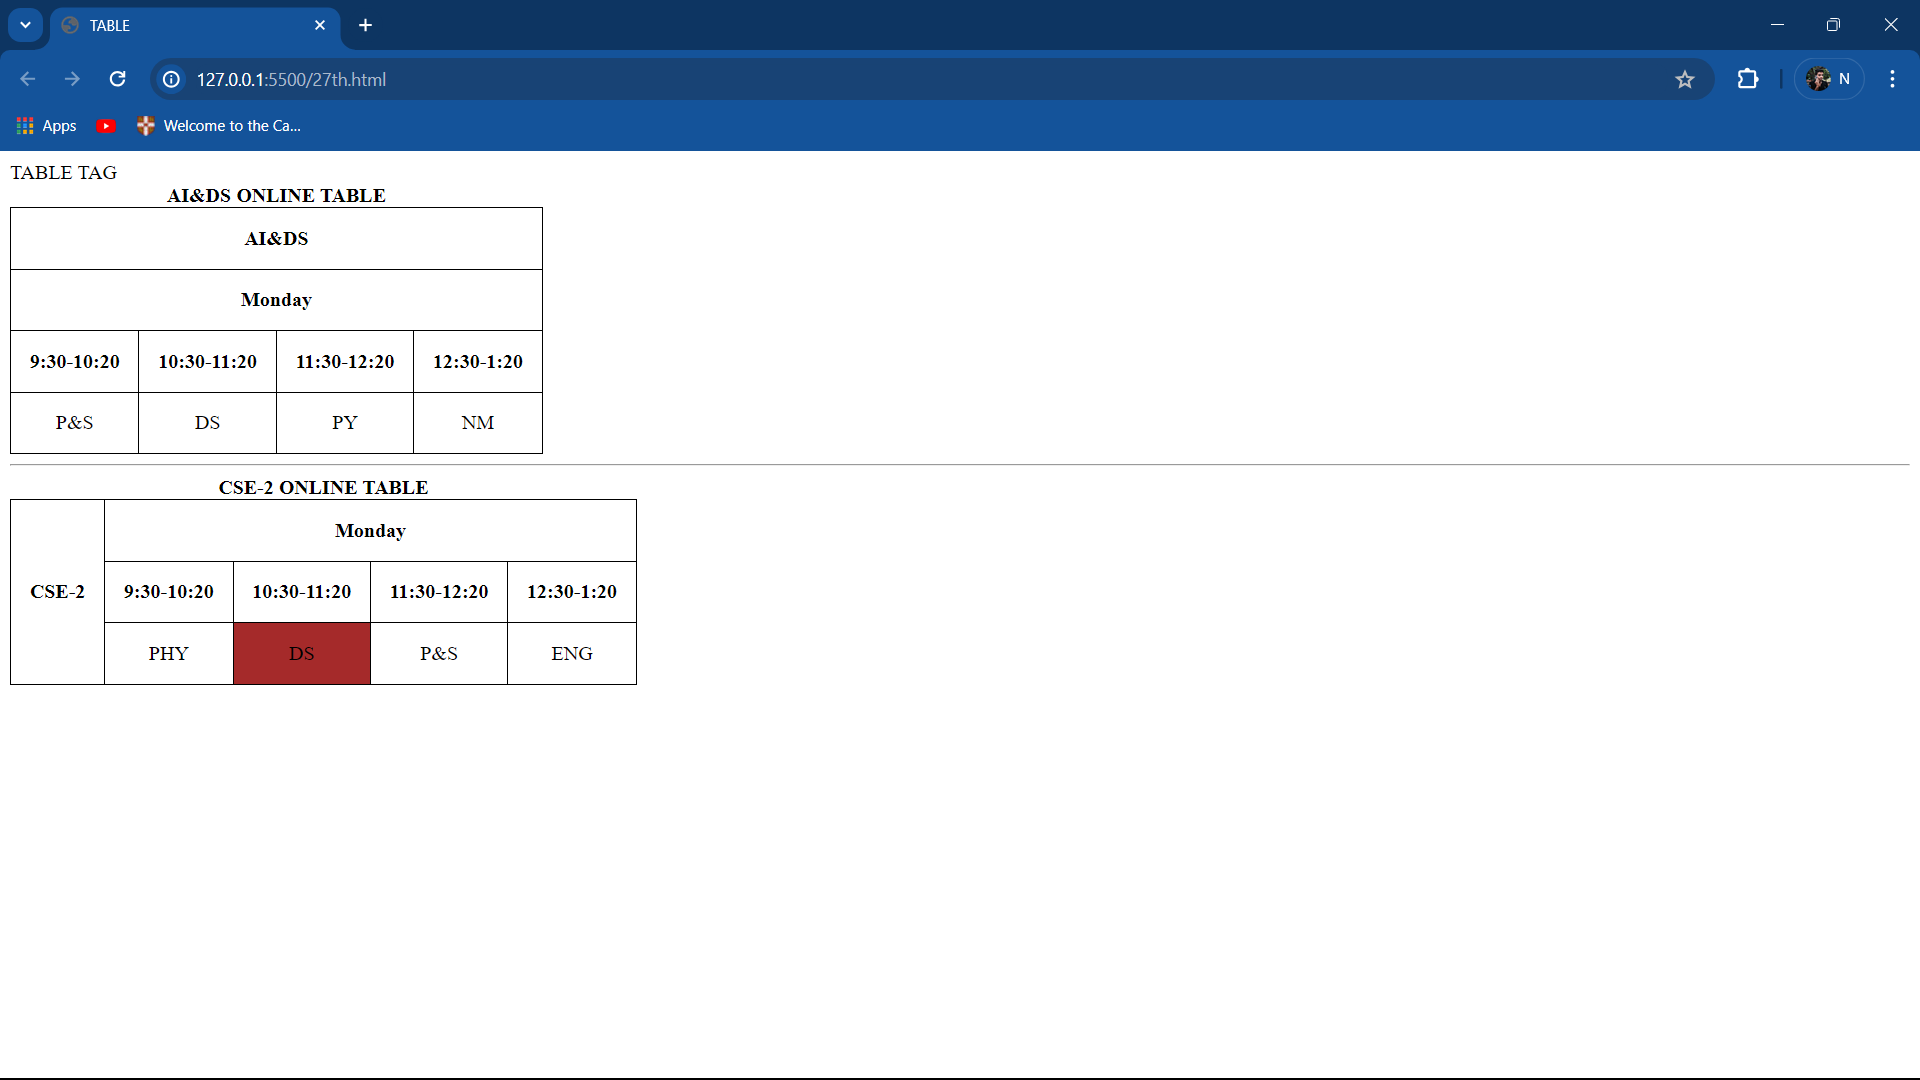 TABLE
127.0.0.1:5500/27th.html
N
Apps
Welcome to the Ca...
TABLE TAG
AI&DS ONLINE TABLE
AI&DS
Monday
9:30-10:20 10:30-11:20 11:30-12:20 12:30-1:20
P&S DS PY NM
CSE-2 ONLINE TABLE
Monday
CSE-2 9:30-10:20 10:30-11:20 11:30-12:20 12:30-1:20
PHY DS P&S ENG